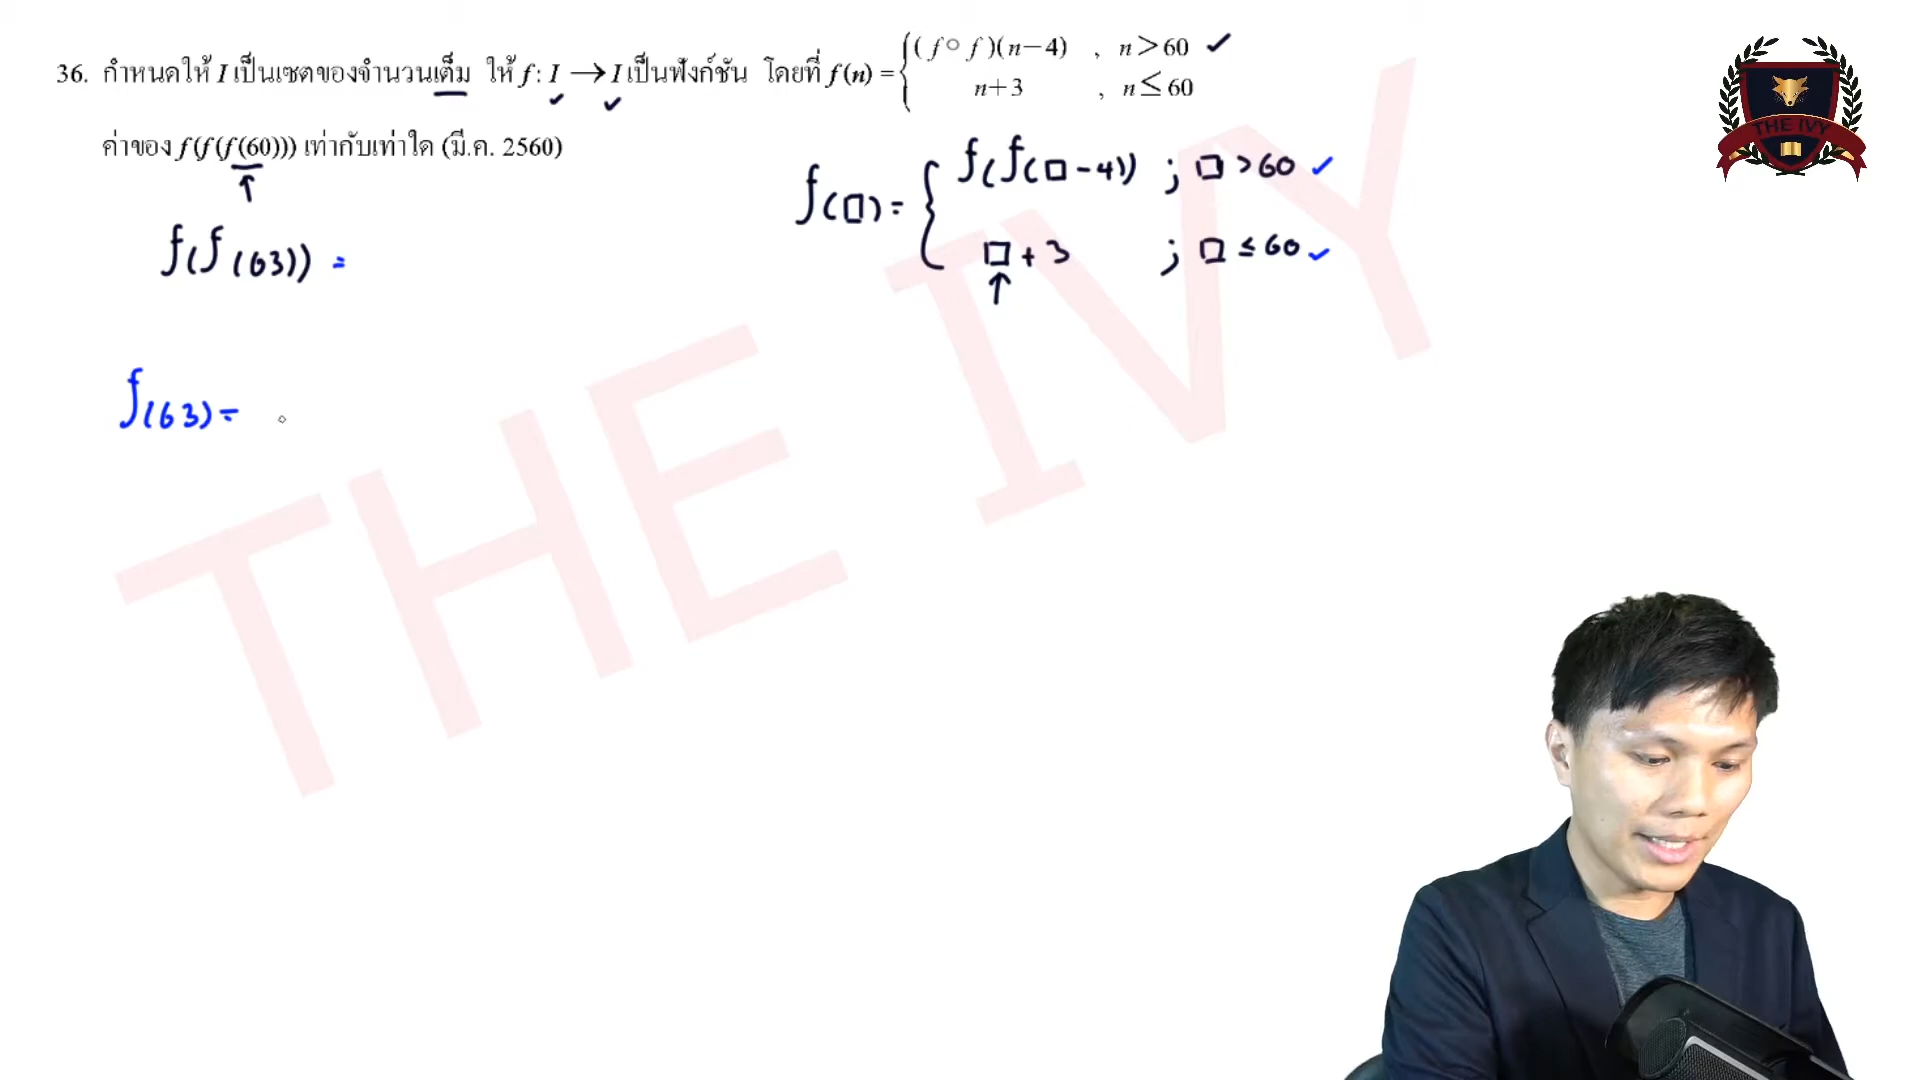 36. กำหนดให้ I เป็นเซตของจำนวนเต็ม ให้ f : I → I เป็นฟังก์ชัน โดยที่ f(n) = { (f ∘ f)(n−4) , n > 60 ✓
n+3 , n ≤ 60
ค่าของ f(f(f(60))) เท่ากับเท่าใด (มี.ค. 2560)
f(□) = { f(f(□-4)) ; □ > 60 ✓
□ + 3 ; □ ≤ 60 ✓
f(f(63)) =
f(63) =
THE IVY
THE IVY